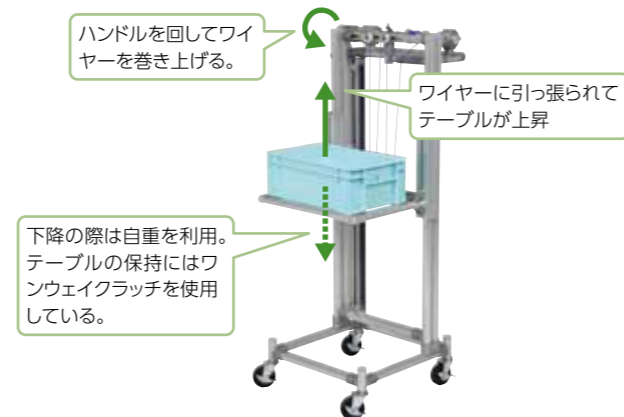 ハンドルを回してワイ
ヤーを巻き上げる。
ワイヤーに引っ張られて
テーブルが上昇
下降の際は自重を利用。
テーブルの保持にはワ
ンウェイクラッチを使用
している。